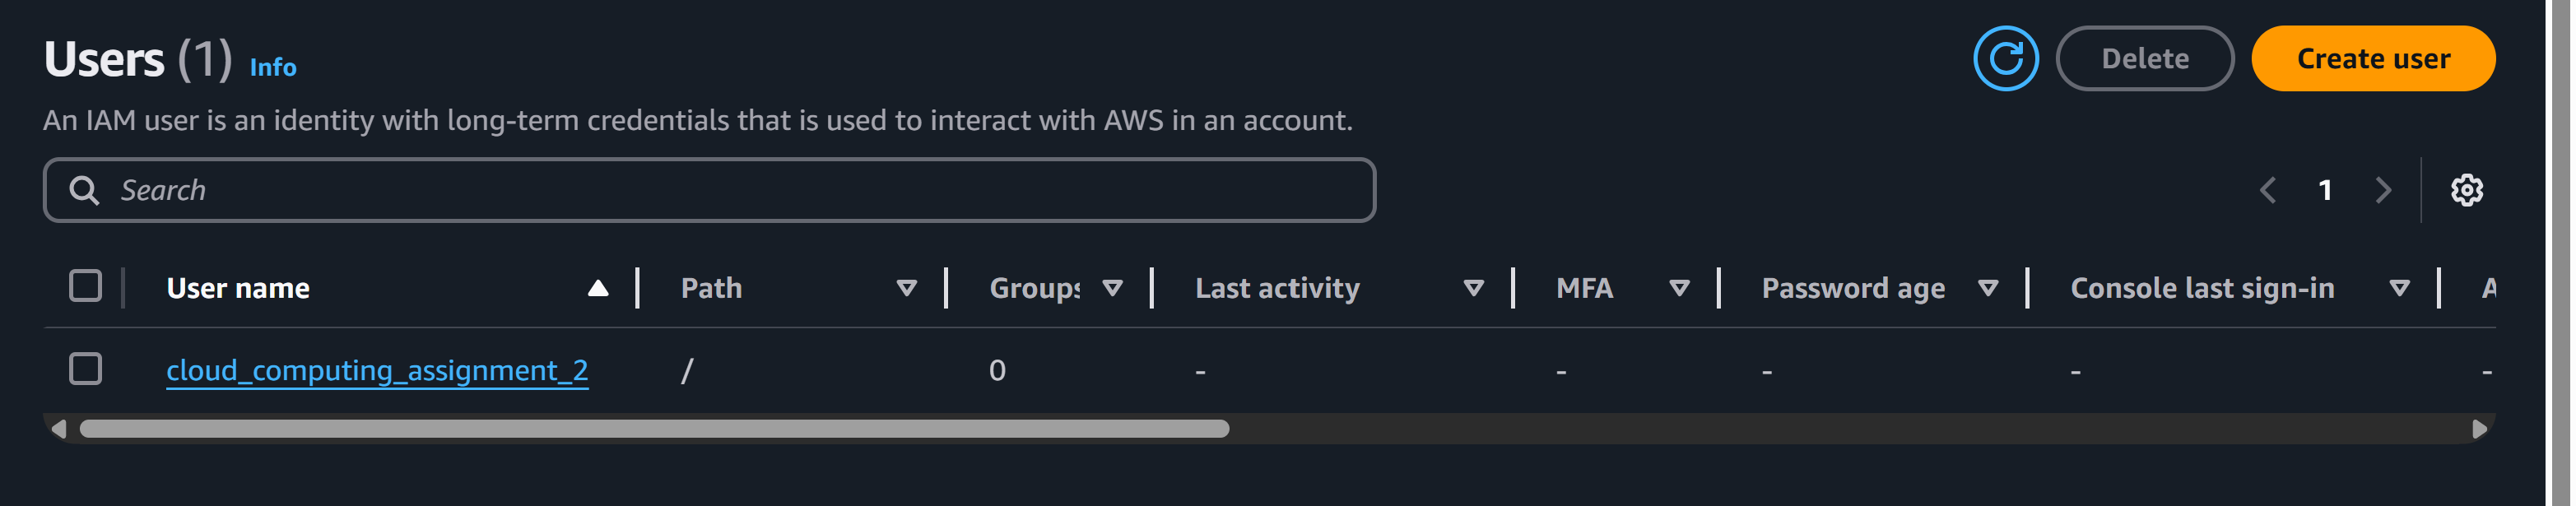 Users (1) Info
Delete
Create user
An IAM user is an identity with long-term credentials that is used to interact with AWS in an account.
Search
1
User name Path Groups Last activity MFA Password age Console last sign-in
cloud_computing_assignment_2 / 0 - - - - -